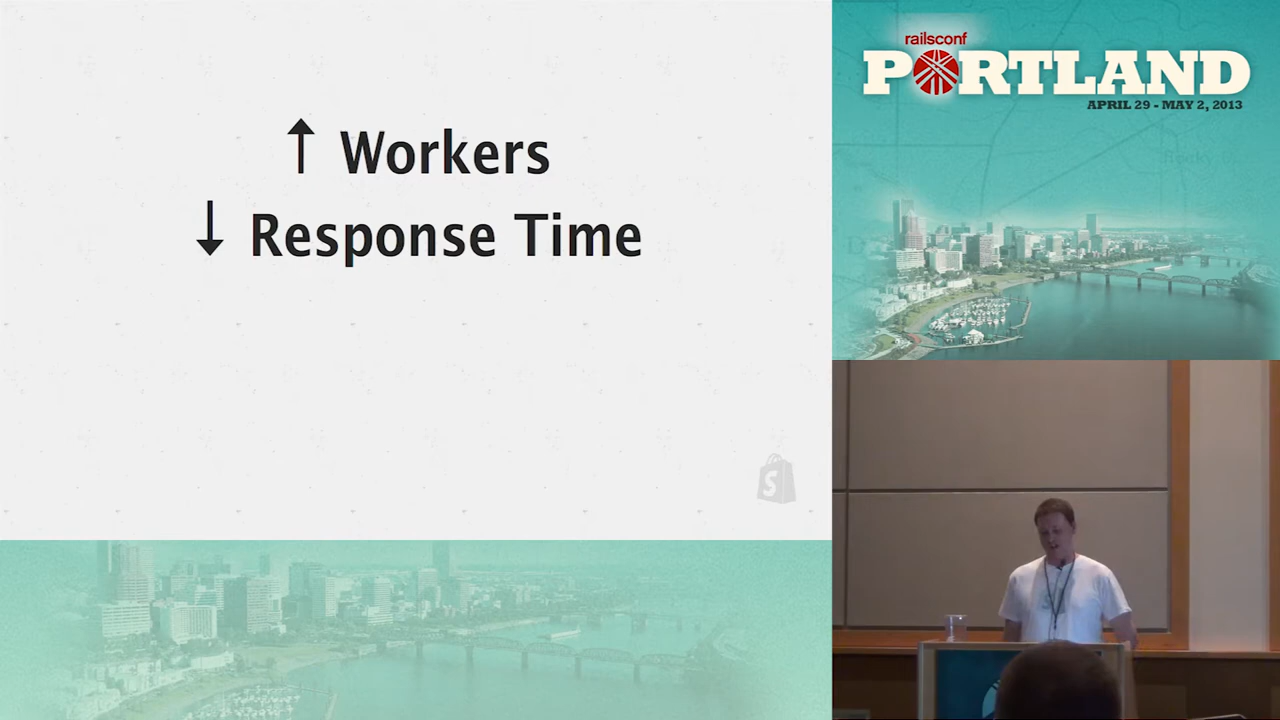 ↑ Workers
↓ Response Time
railsconf
PORTLAND
APRIL 29 - MAY 2, 2013